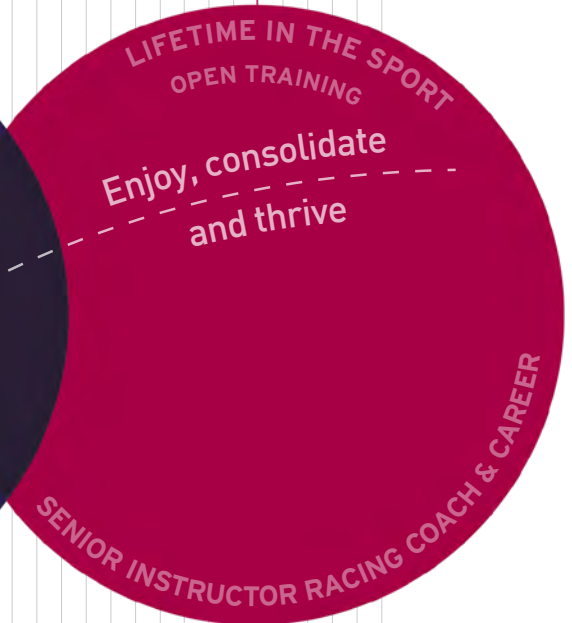 LIFETIME IN THE SPORT
OPEN TRAINING
Enjoy, consolidate
and thrive
SENIOR INSTRUCTOR RACING COACH & CAREER